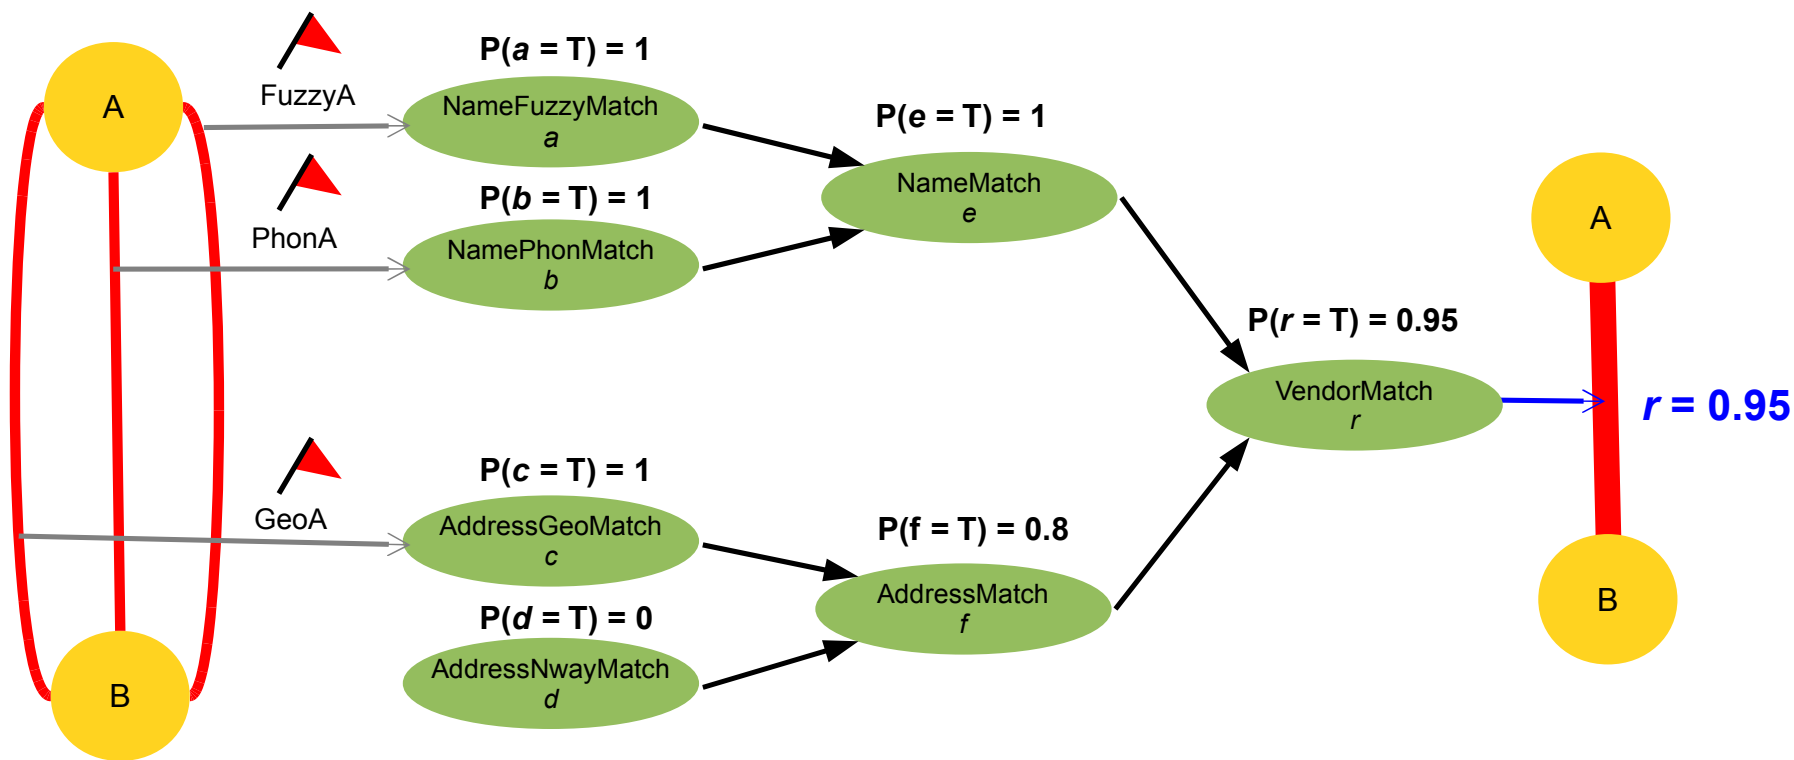 A
FuzzyA
P(a = T) = 1
NameFuzzyMatch
a
PhonA
P(b = T) = 1
NamePhonMatch
b
P(e = T) = 1
NameMatch
e
GeoA
P(c = T) = 1
AddressGeoMatch
c
P(d = T) = 0
AddressNwayMatch
d
P(f = T) = 0.8
AddressMatch
f
B
P(r = T) = 0.95
VendorMatch
r
A
r = 0.95
B